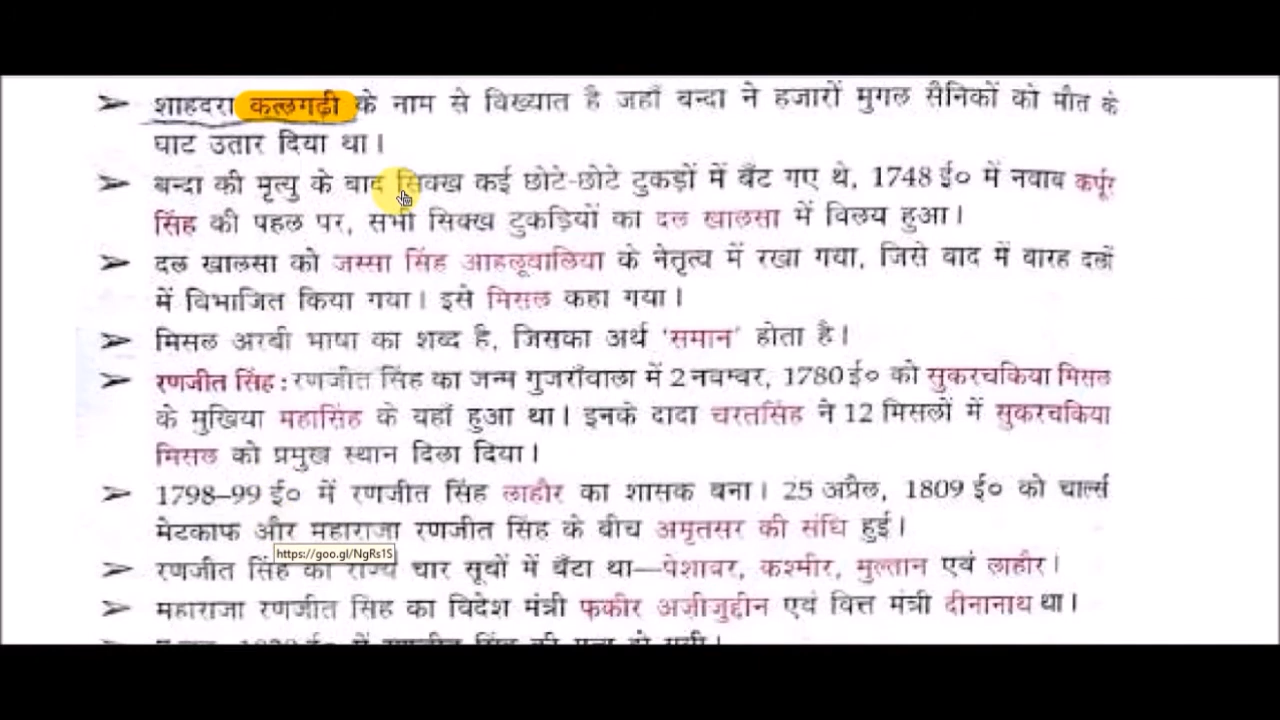 ➤ शाहदरा कत्लगढ़ी के नाम से विख्यात है जहाँ बन्दा ने हजारों मुगल सैनिकों को मौत के
घाट उतार दिया था।
➤ बन्दा की मृत्यु के बाद सिक्ख कई छोटे-छोटे टुकड़ों में बँट गए थे, 1748 ई० में नवाब कर्पूर
सिंह की पहल पर, सभी सिक्ख टुकड़ियों का दल खालसा में विलय हुआ।
➤ दल खालसा को जस्सा सिंह आहलूवालिया के नेतृत्व में रखा गया, जिसे बाद में बारह दलों
में विभाजित किया गया। इसे मिसल कहा गया।
➤ मिसल अरबी भाषा का शब्द है, जिसका अर्थ 'समान' होता है।
➤ रणजीत सिंह : रणजीत सिंह का जन्म गुजराँवाला में 2 नवम्बर, 1780 ई० को सुकरचकिया मिसल
के मुखिया महासिंह के यहाँ हुआ था। इनके दादा चरतसिंह ने 12 मिसलों में सुकरचकिया
मिसल को प्रमुख स्थान दिला दिया।
➤ 1798–99 ई० में रणजीत सिंह लाहौर का शासक बना। 25 अप्रैल, 1809 ई० को चार्ल्स
मेटकाफ और महाराजा रणजीत सिंह के बीच अमृतसर की संधि हुई।
https://goo.gl/NgRs1S
➤ रणजीत सिंह का राज्य चार सूबों में बँटा था—पेशावर, कश्मीर, मुल्तान एवं लाहौर।
➤ महाराजा रणजीत सिंह का विदेश मंत्री फकीर अजीजुद्दीन एवं वित्त मंत्री दीनानाथ था।